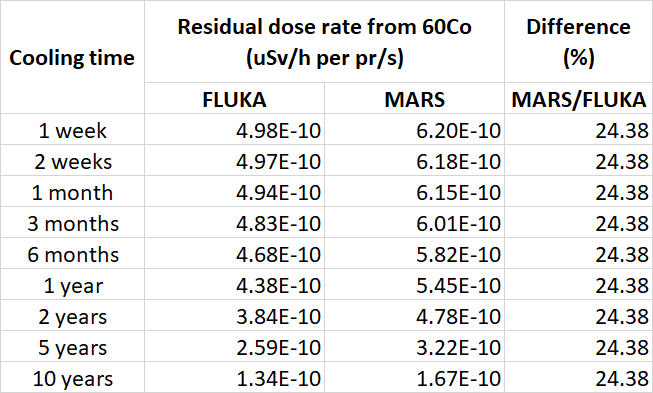 Cooling time Residual dose rate from 60Co (uSv/h per pr/s) Difference (%)
FLUKA MARS MARS/FLUKA
1 week 4.98E-10 6.20E-10 24.38
2 weeks 4.97E-10 6.18E-10 24.38
1 month 4.94E-10 6.15E-10 24.38
3 months 4.83E-10 6.01E-10 24.38
6 months 4.68E-10 5.82E-10 24.38
1 year 4.38E-10 5.45E-10 24.38
2 years 3.84E-10 4.78E-10 24.38
5 years 2.59E-10 3.22E-10 24.38
10 years 1.34E-10 1.67E-10 24.38